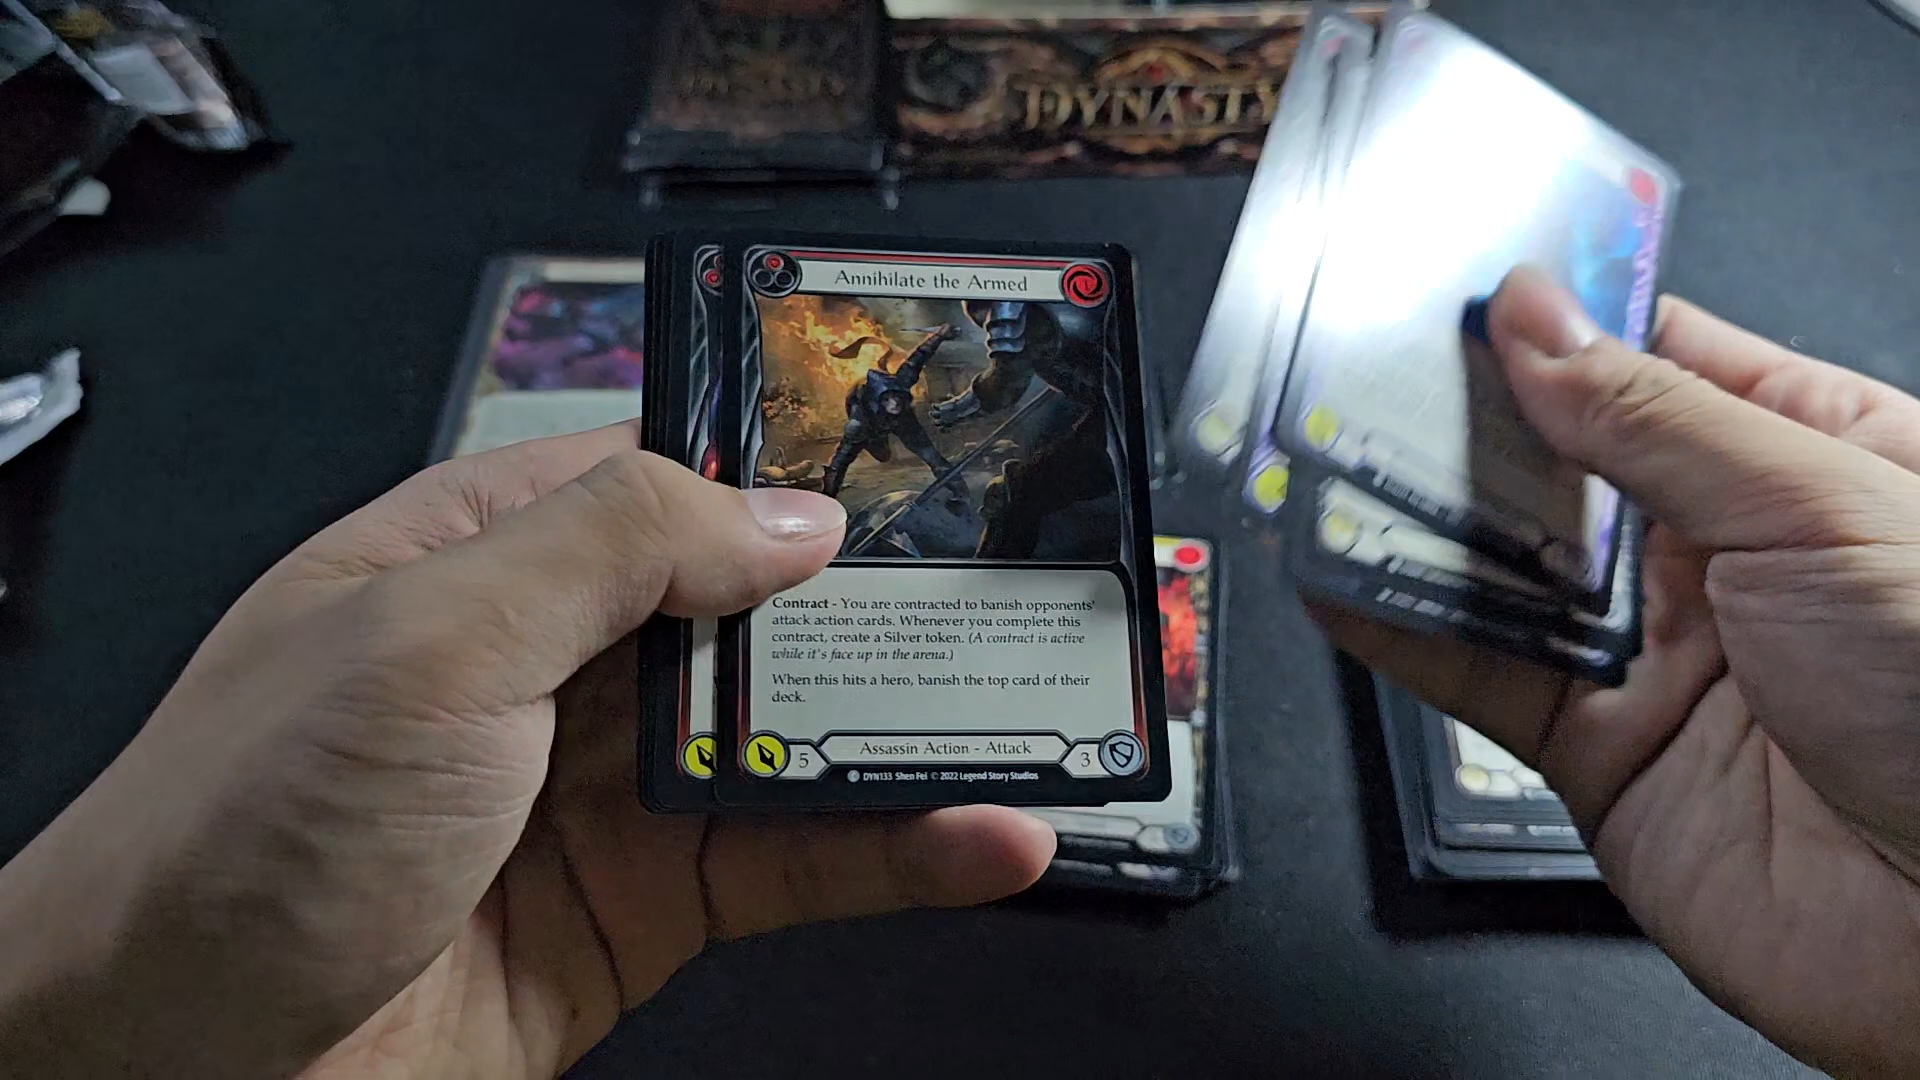 DYNASTY
DYNASTY
Annihilate the Armed
1
Contract - You are contracted to banish opponents'
attack action cards. Whenever you complete this
contract, create a Silver token. (A contract is active
while it's face up in the arena.)
When this hits a hero, banish the top card of their
deck.
5
Assassin Action - Attack
3
C DYN133 Shen Fei © 2022 Legend Story Studios